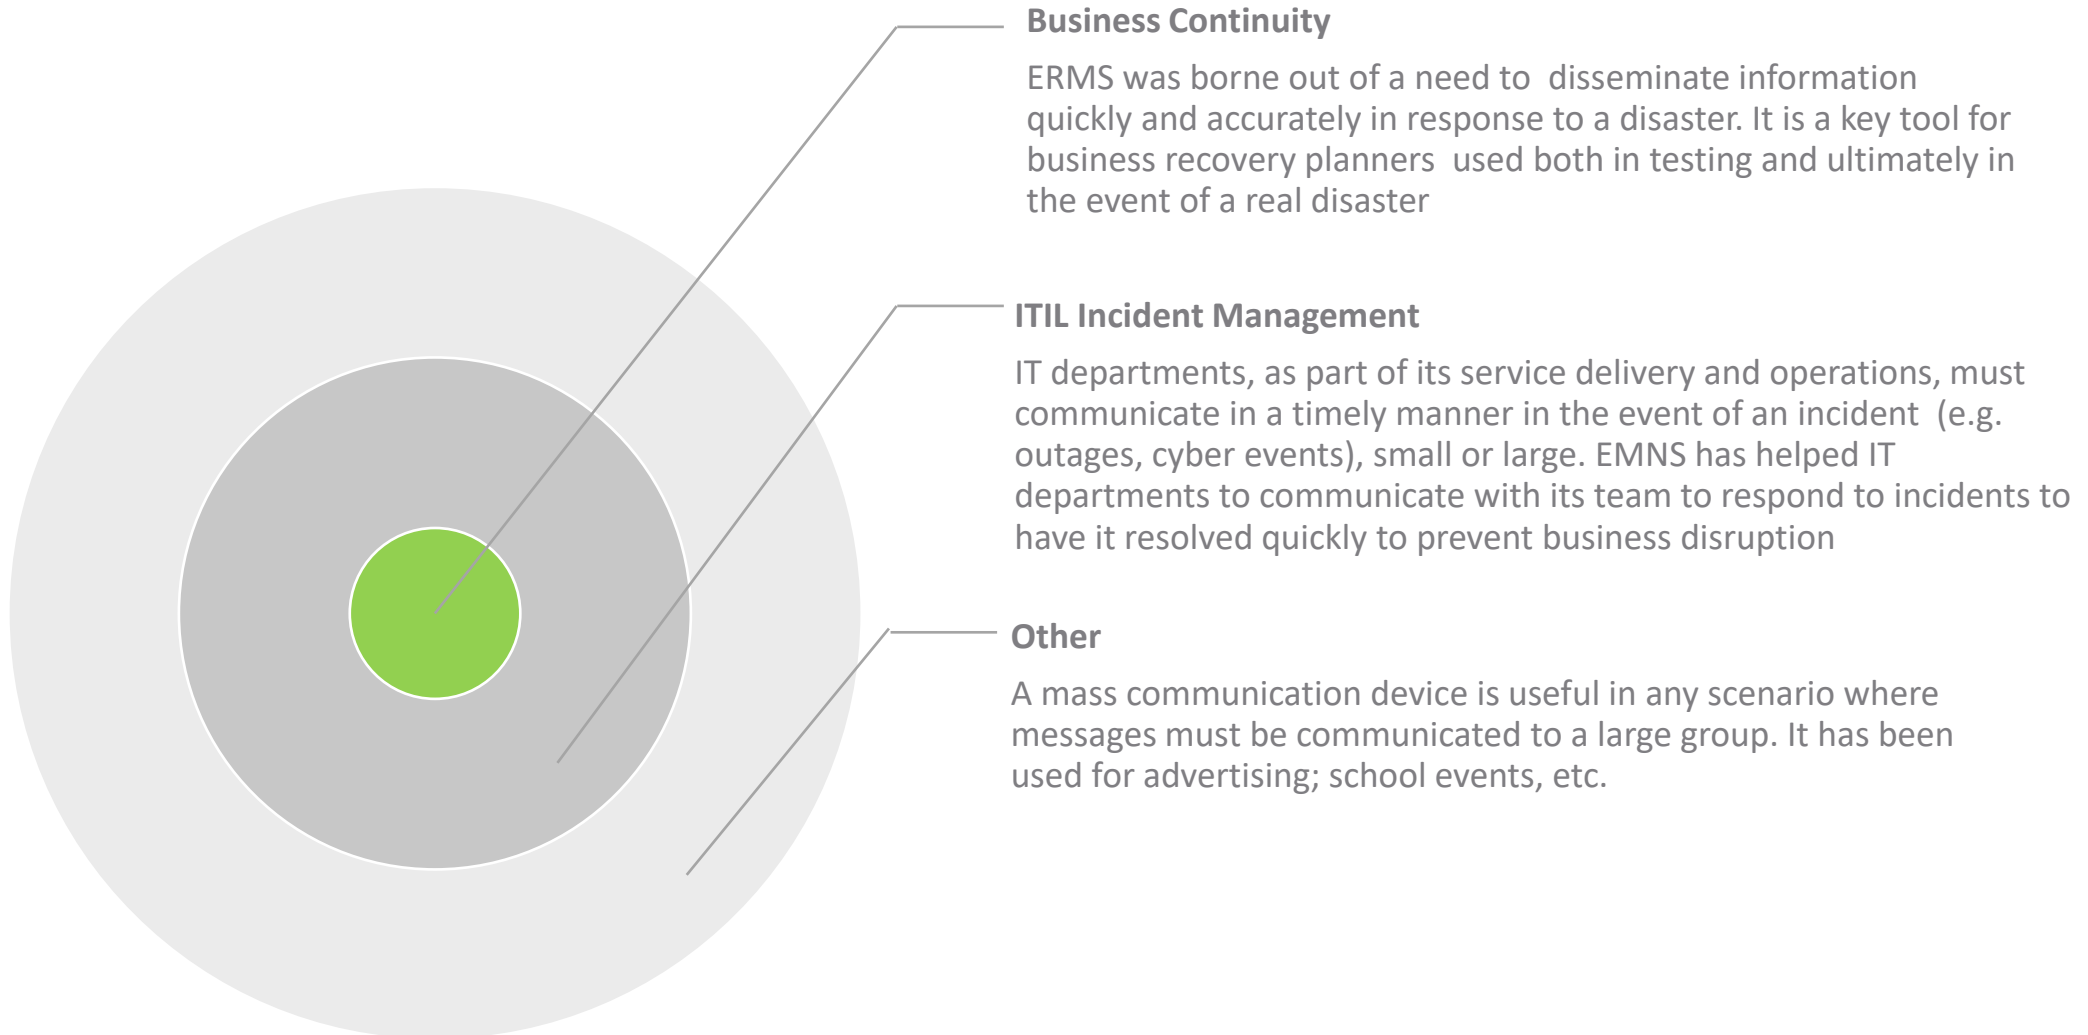 Business Continuity
ERMS was borne out of a need to  disseminate information
quickly and accurately in response to a disaster. It is a key tool for
business recovery planners  used both in testing and ultimately in
the event of a real disaster
ITIL Incident Management
IT departments, as part of its service delivery and operations, must
communicate in a timely manner in the event of an incident  (e.g.
outages, cyber events), small or large. EMNS has helped IT
departments to communicate with its team to respond to incidents to
have it resolved quickly to prevent business disruption
Other
A mass communication device is useful in any scenario where
messages must be communicated to a large group. It has been
used for advertising; school events, etc.